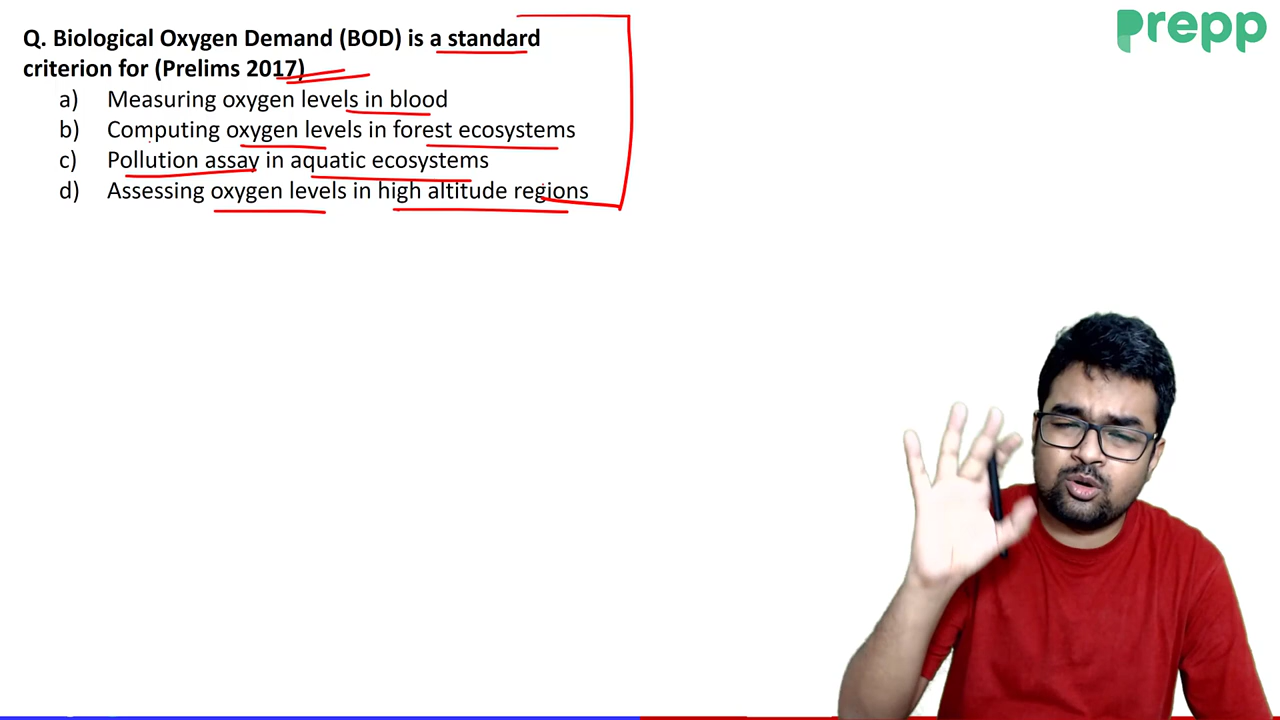 prepp
Q. Biological Oxygen Demand (BOD) is a standard
criterion for (Prelims 2017)
a) Measuring oxygen levels in blood
b) Computing oxygen levels in forest ecosystems
c) Pollution assay in aquatic ecosystems
d) Assessing oxygen levels in high altitude regions